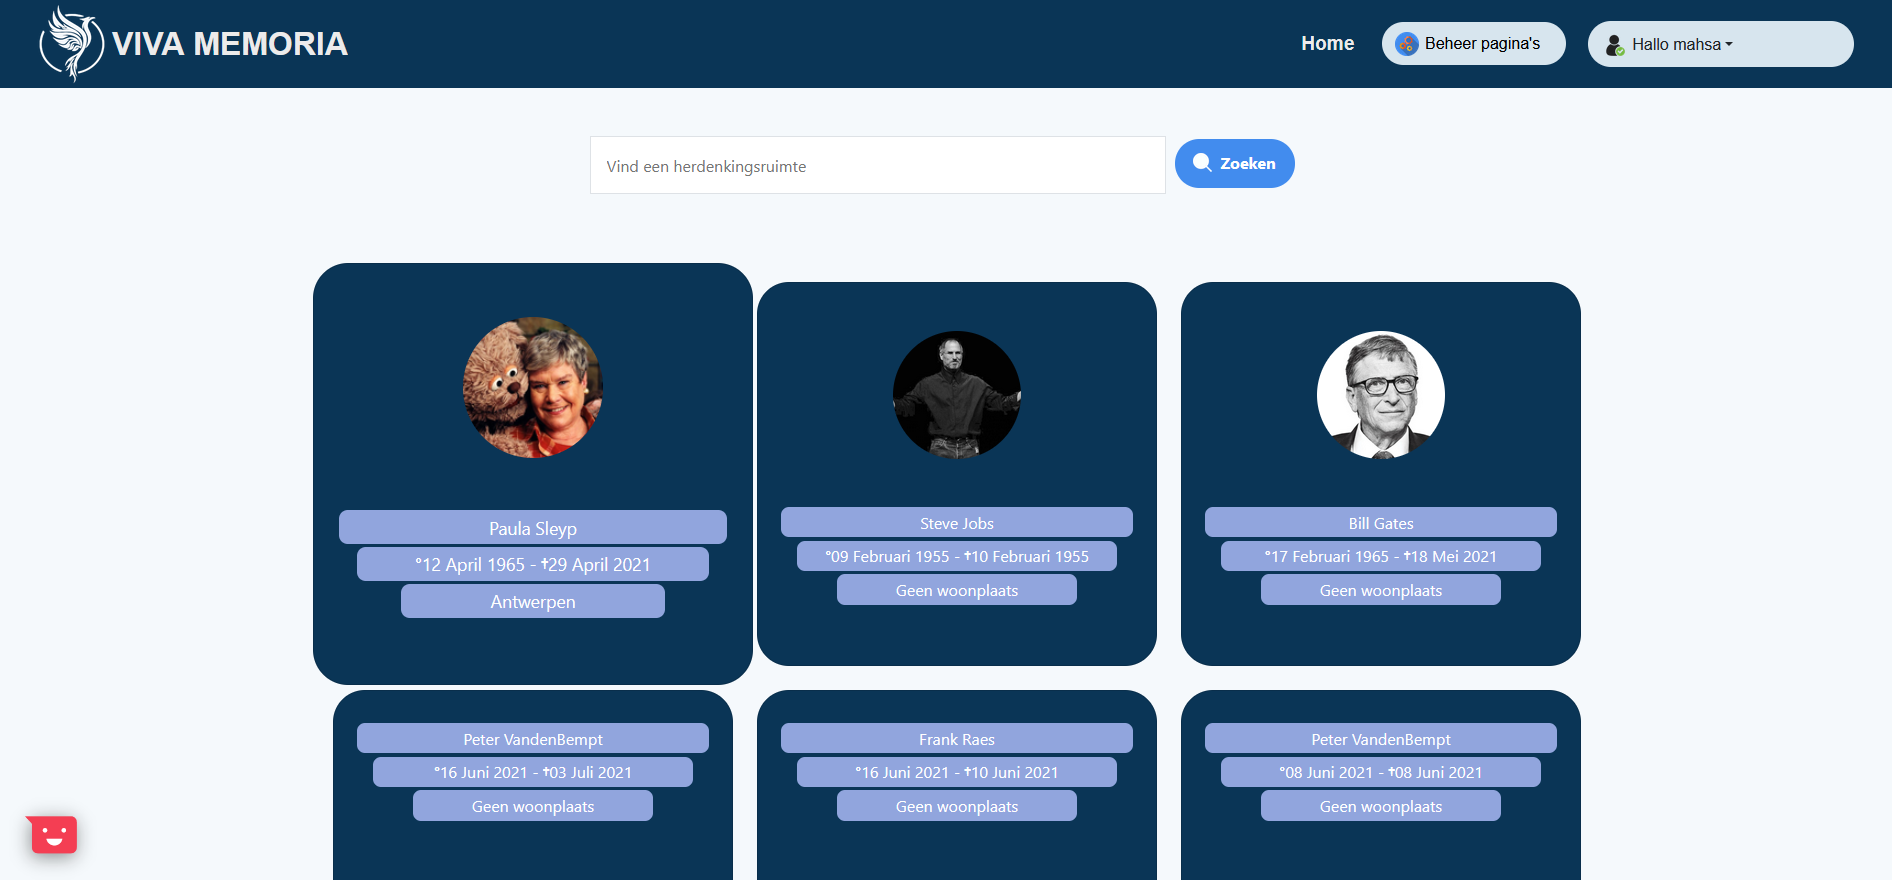 VIVA MEMORIA
Home
Beheer pagina's
Hallo mahsa
Vind een herdenkingsruimte
Zoeken
Paula Sleyp
°12 April 1965 - ✝29 April 2021
Antwerpen
Steve Jobs
°09 Februari 1955 - ✝10 Februari 1955
Geen woonplaats
Bill Gates
°17 Februari 1965 - ✝18 Mei 2021
Geen woonplaats
Peter VandenBempt
°16 Juni 2021 - ✝03 Juli 2021
Geen woonplaats
Frank Raes
°16 Juni 2021 - ✝10 Juni 2021
Geen woonplaats
Peter VandenBempt
°08 Juni 2021 - ✝08 Juni 2021
Geen woonplaats